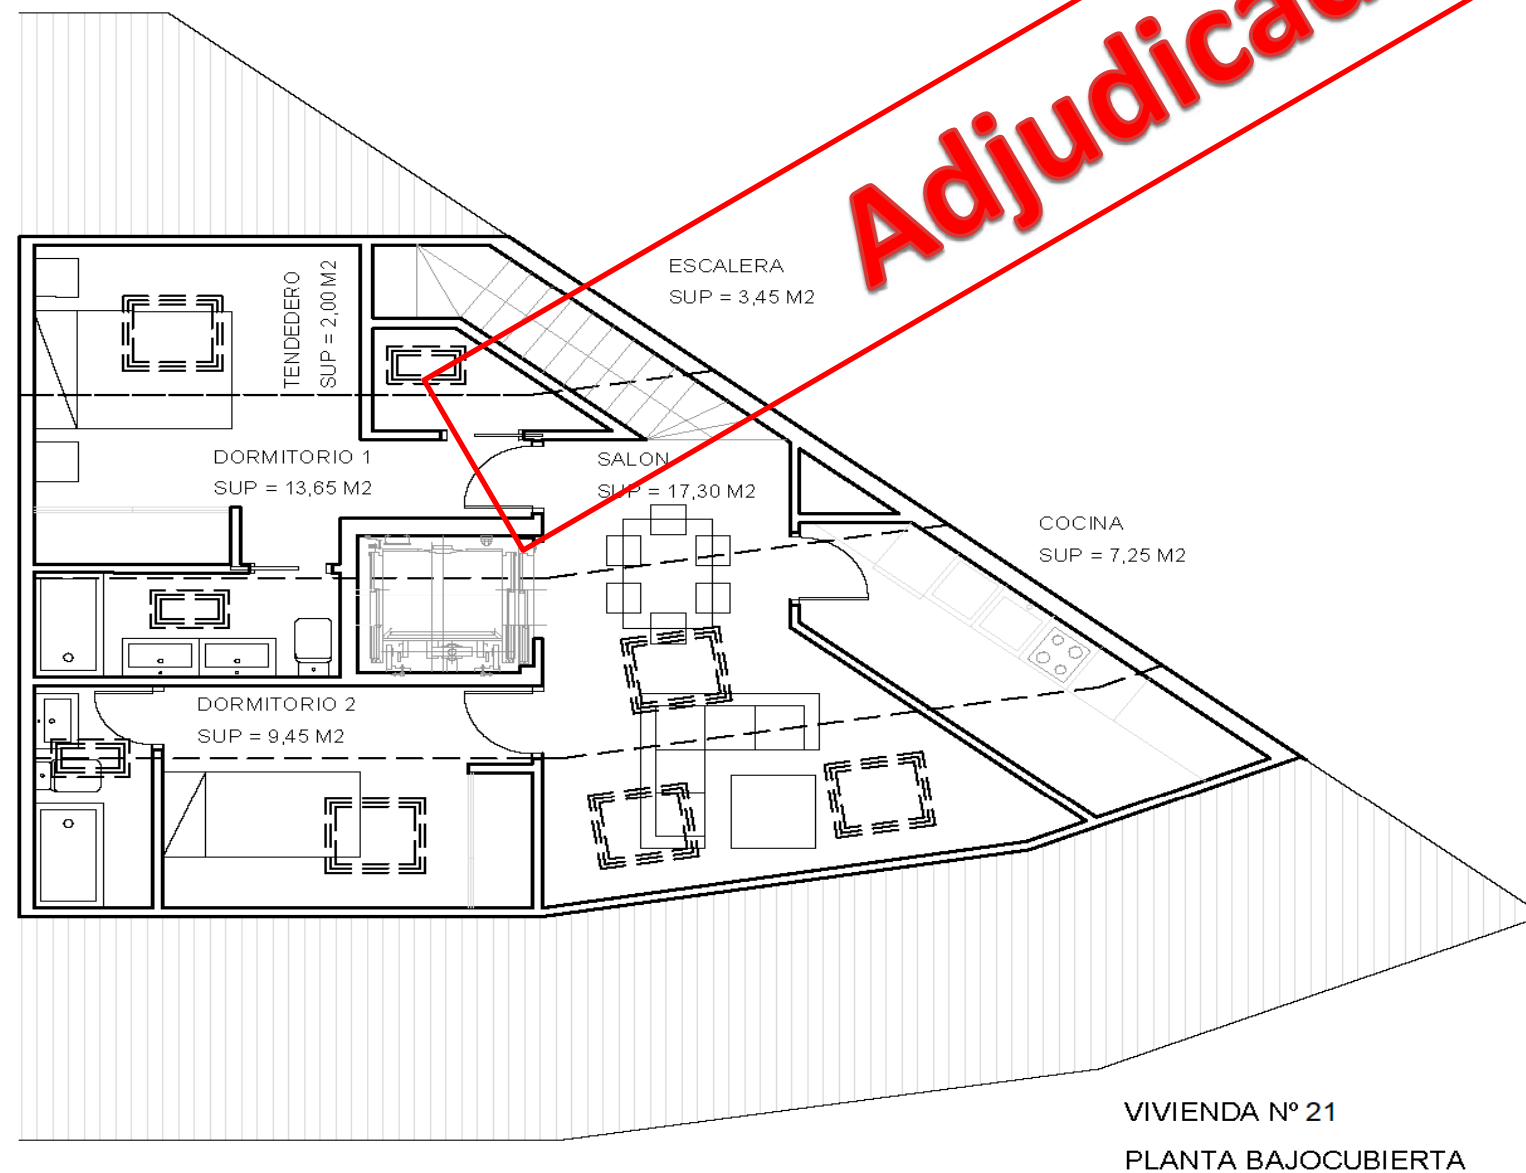 Adjudicad
ESCALERA
SUP = 3,45 M2
TENDEDERO
SUP = 2,00 M2
DORMITORIO 1
SUP = 13,65 M2
SALON
SUP = 17,30 M2
COCINA
SUP = 7,25 M2
DORMITORIO 2
SUP = 9,45 M2
VIVIENDA Nº 21
PLANTA BAJOCUBIERTA